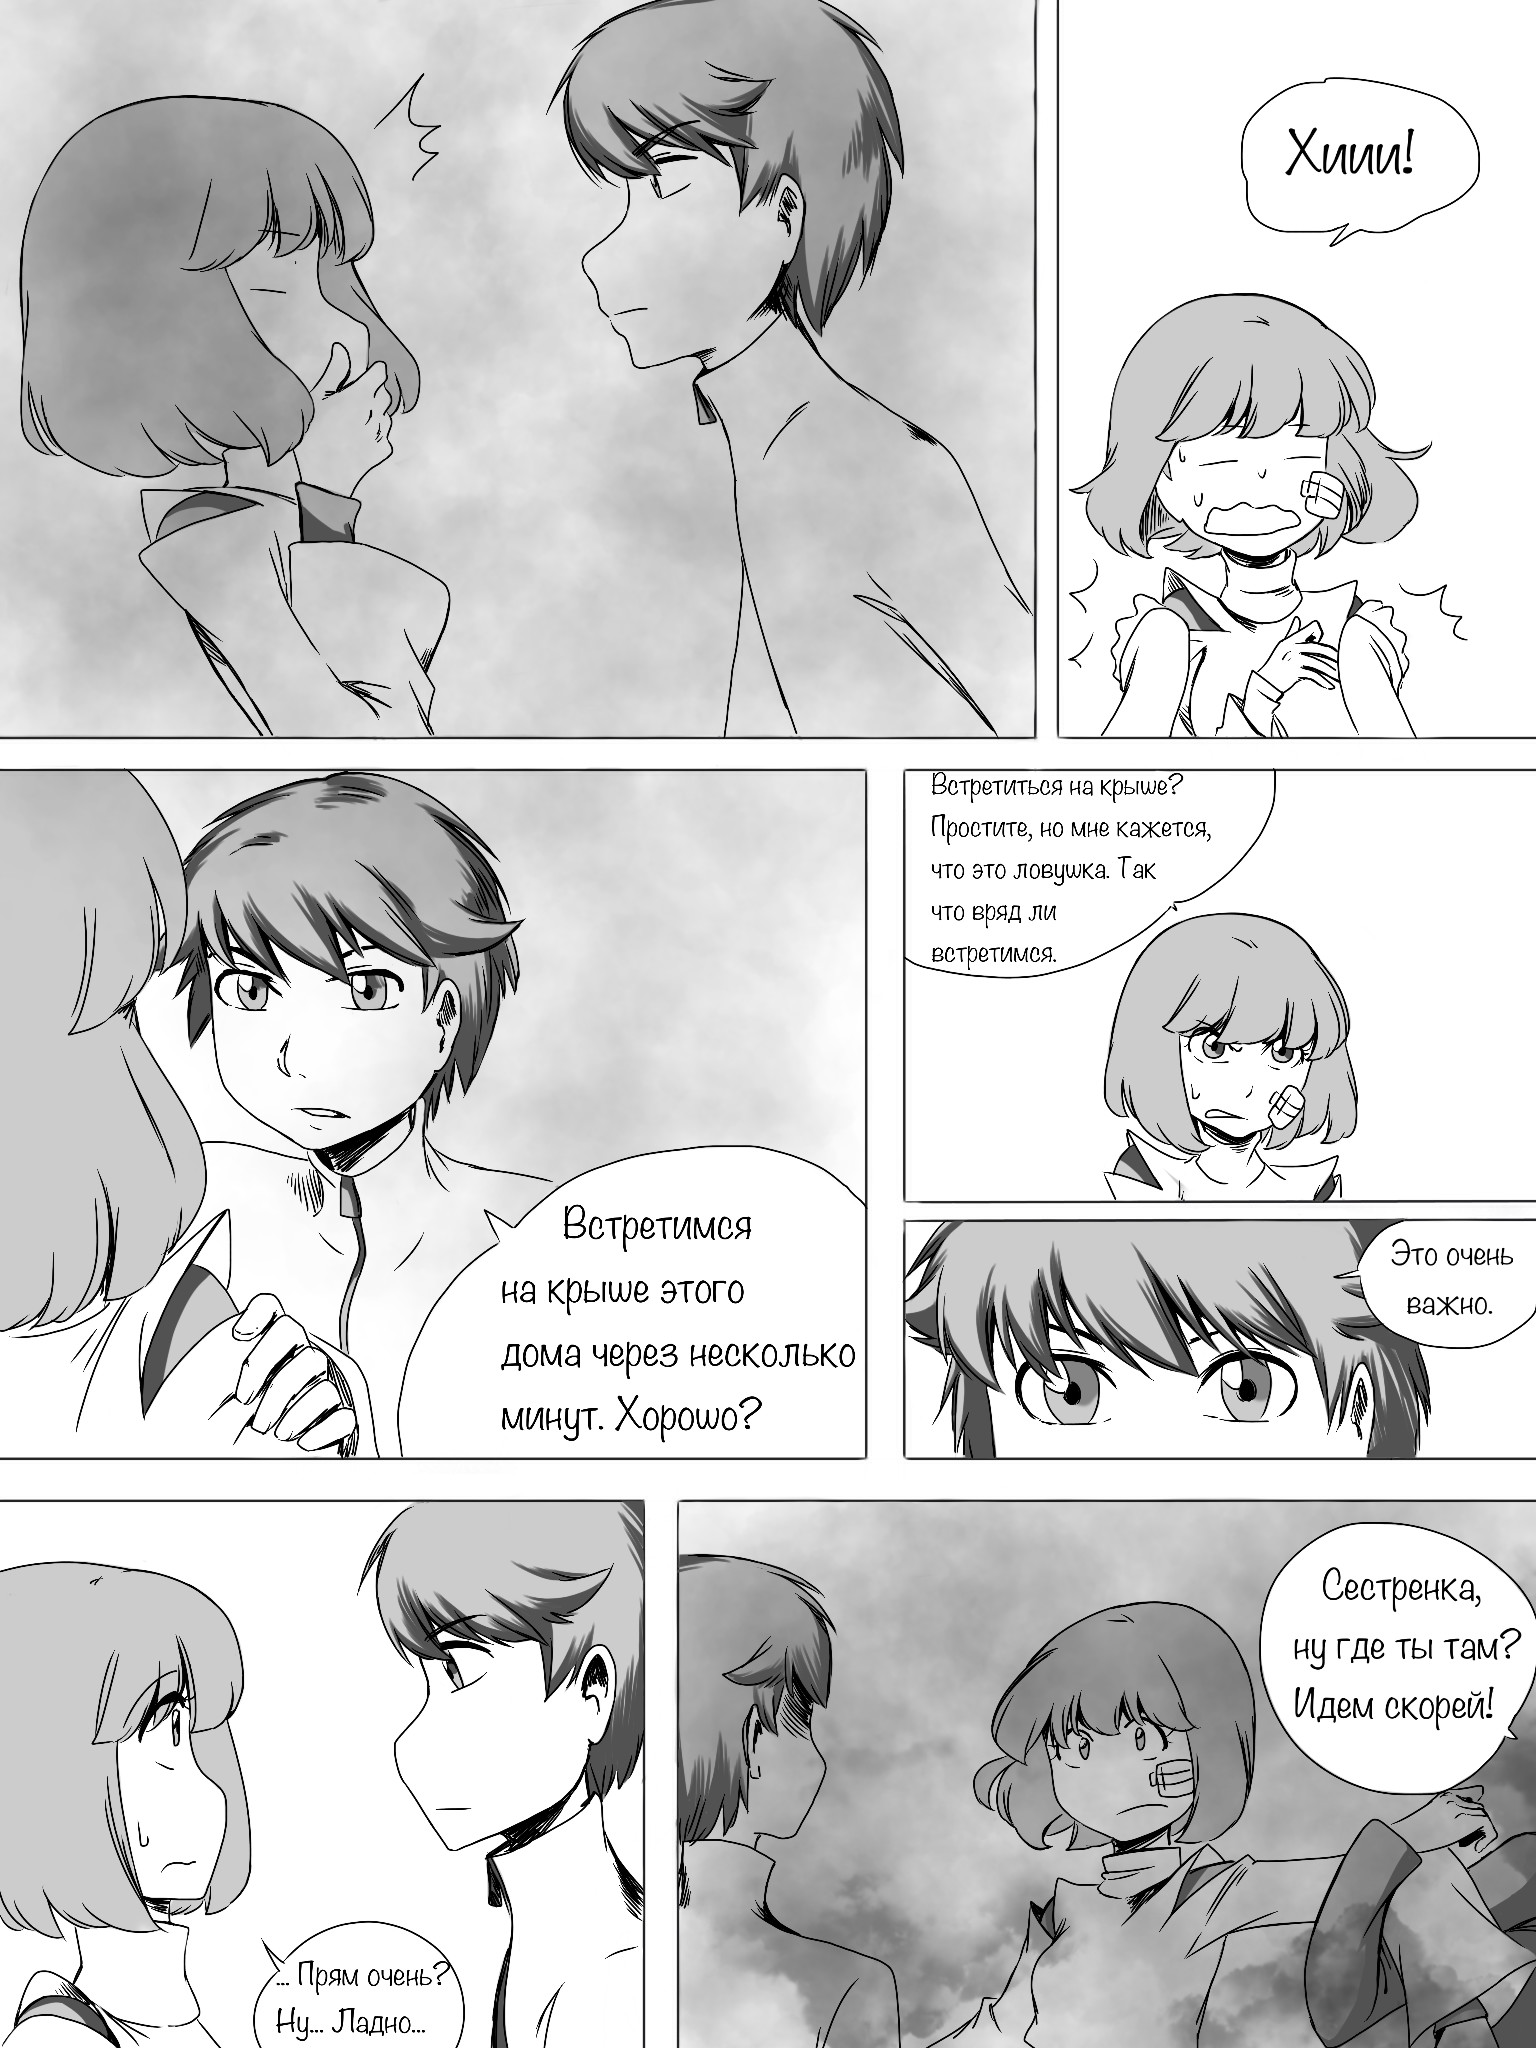 Хиии!
Встретимся
на крыше этого
дома через несколько
минут. Хорошо?
Встретиться на крыше?
Простите, но мне кажется,
что это ловушка. Так
что вряд ли
встретимся.
Это очень
важно.
... Прям очень?
Ну... Ладно...
Сестренка,
ну где ты там?
Идем скорей!